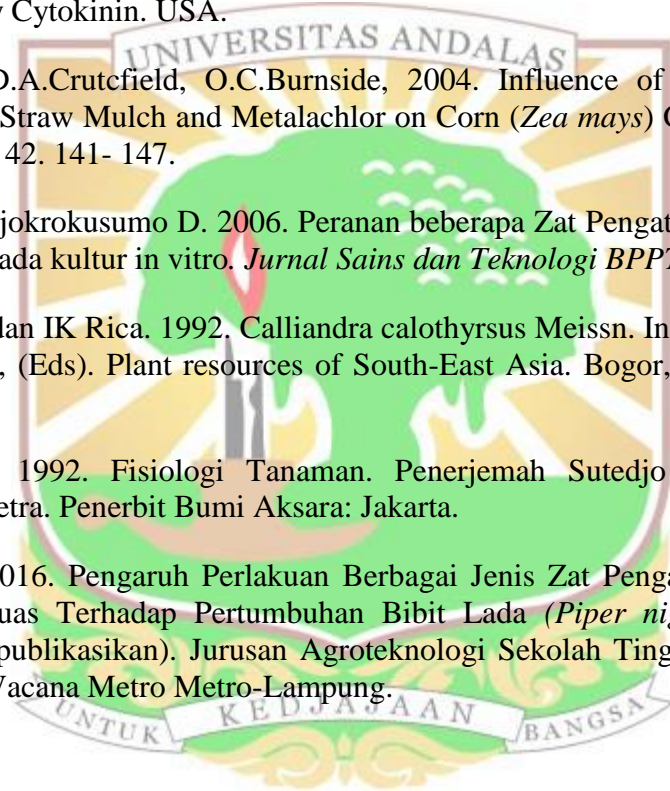 y Cytokinin. USA.
UNIVERSITAS ANDALAS
D.A.Crutcfield, O.C.Burnside, 2004. Influence of
Straw Mulch and Metalachlor on Corn (Zea mays)
42. 141- 147.
jokrokusumo D. 2006. Peranan beberapa Zat Pengat
ada kultur in vitro. Jurnal Sains dan Teknologi BPPT
dan IK Rica. 1992. Calliandra calothyrsus Meissn. In
, (Eds). Plant resources of South-East Asia. Bogor,
1992. Fisiologi Tanaman. Penerjemah Sutedjo
etra. Penerbit Bumi Aksara: Jakarta.
016. Pengaruh Perlakuan Berbagai Jenis Zat Penga
uas Terhadap Pertumbuhan Bibit Lada (Piper nig
publikasikan). Jurusan Agroteknologi Sekolah Ting
Wacana Metro Metro-Lampung.
UNTUK KEDJAJAAN BANGSA